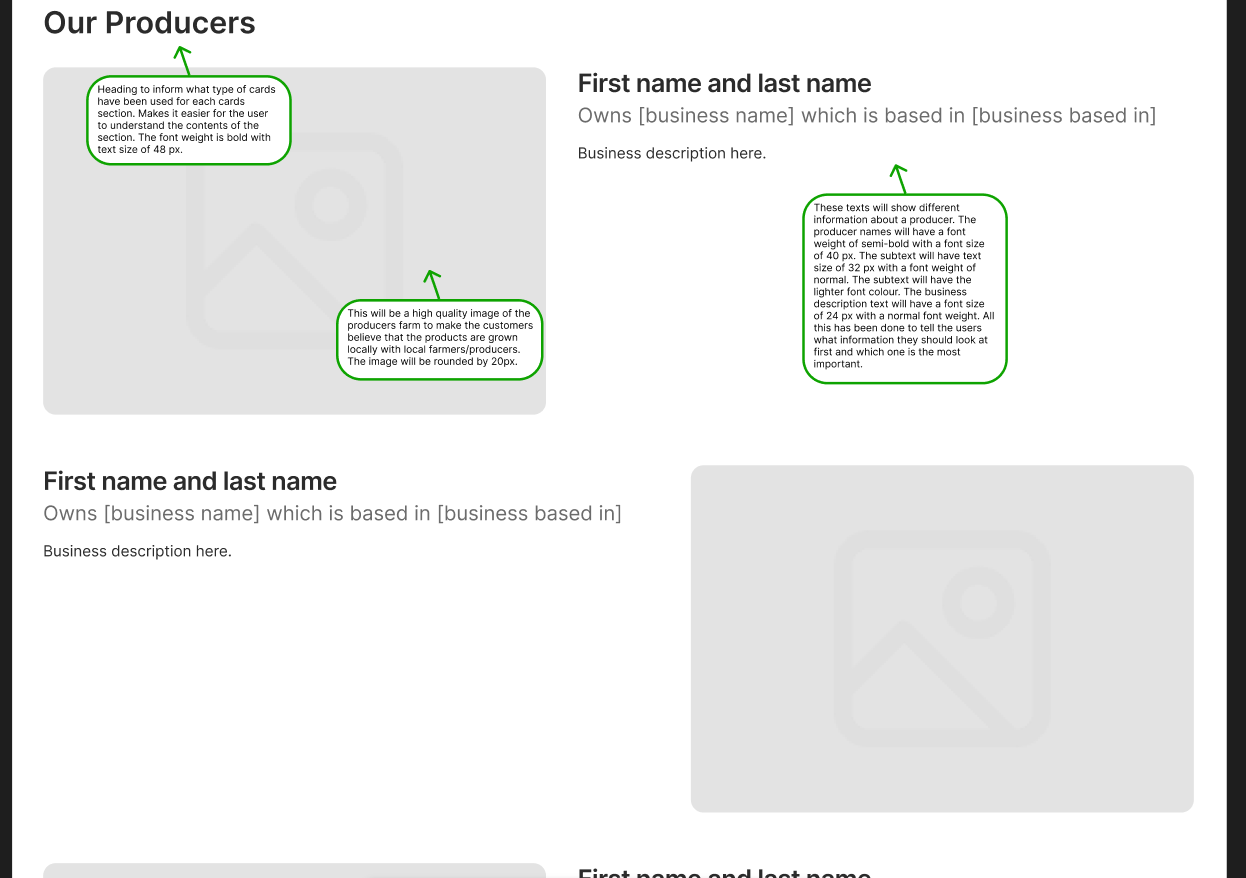 Our Producers
Heading to inform what type of cards
have been used for each cards
section. Makes it easier for the user
to understand the contents of the
section. The font weight is bold with
text size of 48 px.
This will be a high quality image of the
producers farm to make the customers
believe that the products are grown
locally with local farmers/producers.
The image will be rounded by 20px.
First name and last name
Owns [business name] which is based in [business based in]
Business description here.
These texts will show different
information about a producer. The
producer names will have a font
weight of semi-bold with a font size
of 40 px. The subtext will have text
size of 32 px with a font weight of
normal. The subtext will have the
lighter font colour. The business
description text will have a font size
of 24 px with a normal font weight. All
this has been done to tell the users
what information they should look at
first and which one is the most
important.
First name and last name
Owns [business name] which is based in [business based in]
Business description here.
First name and last name